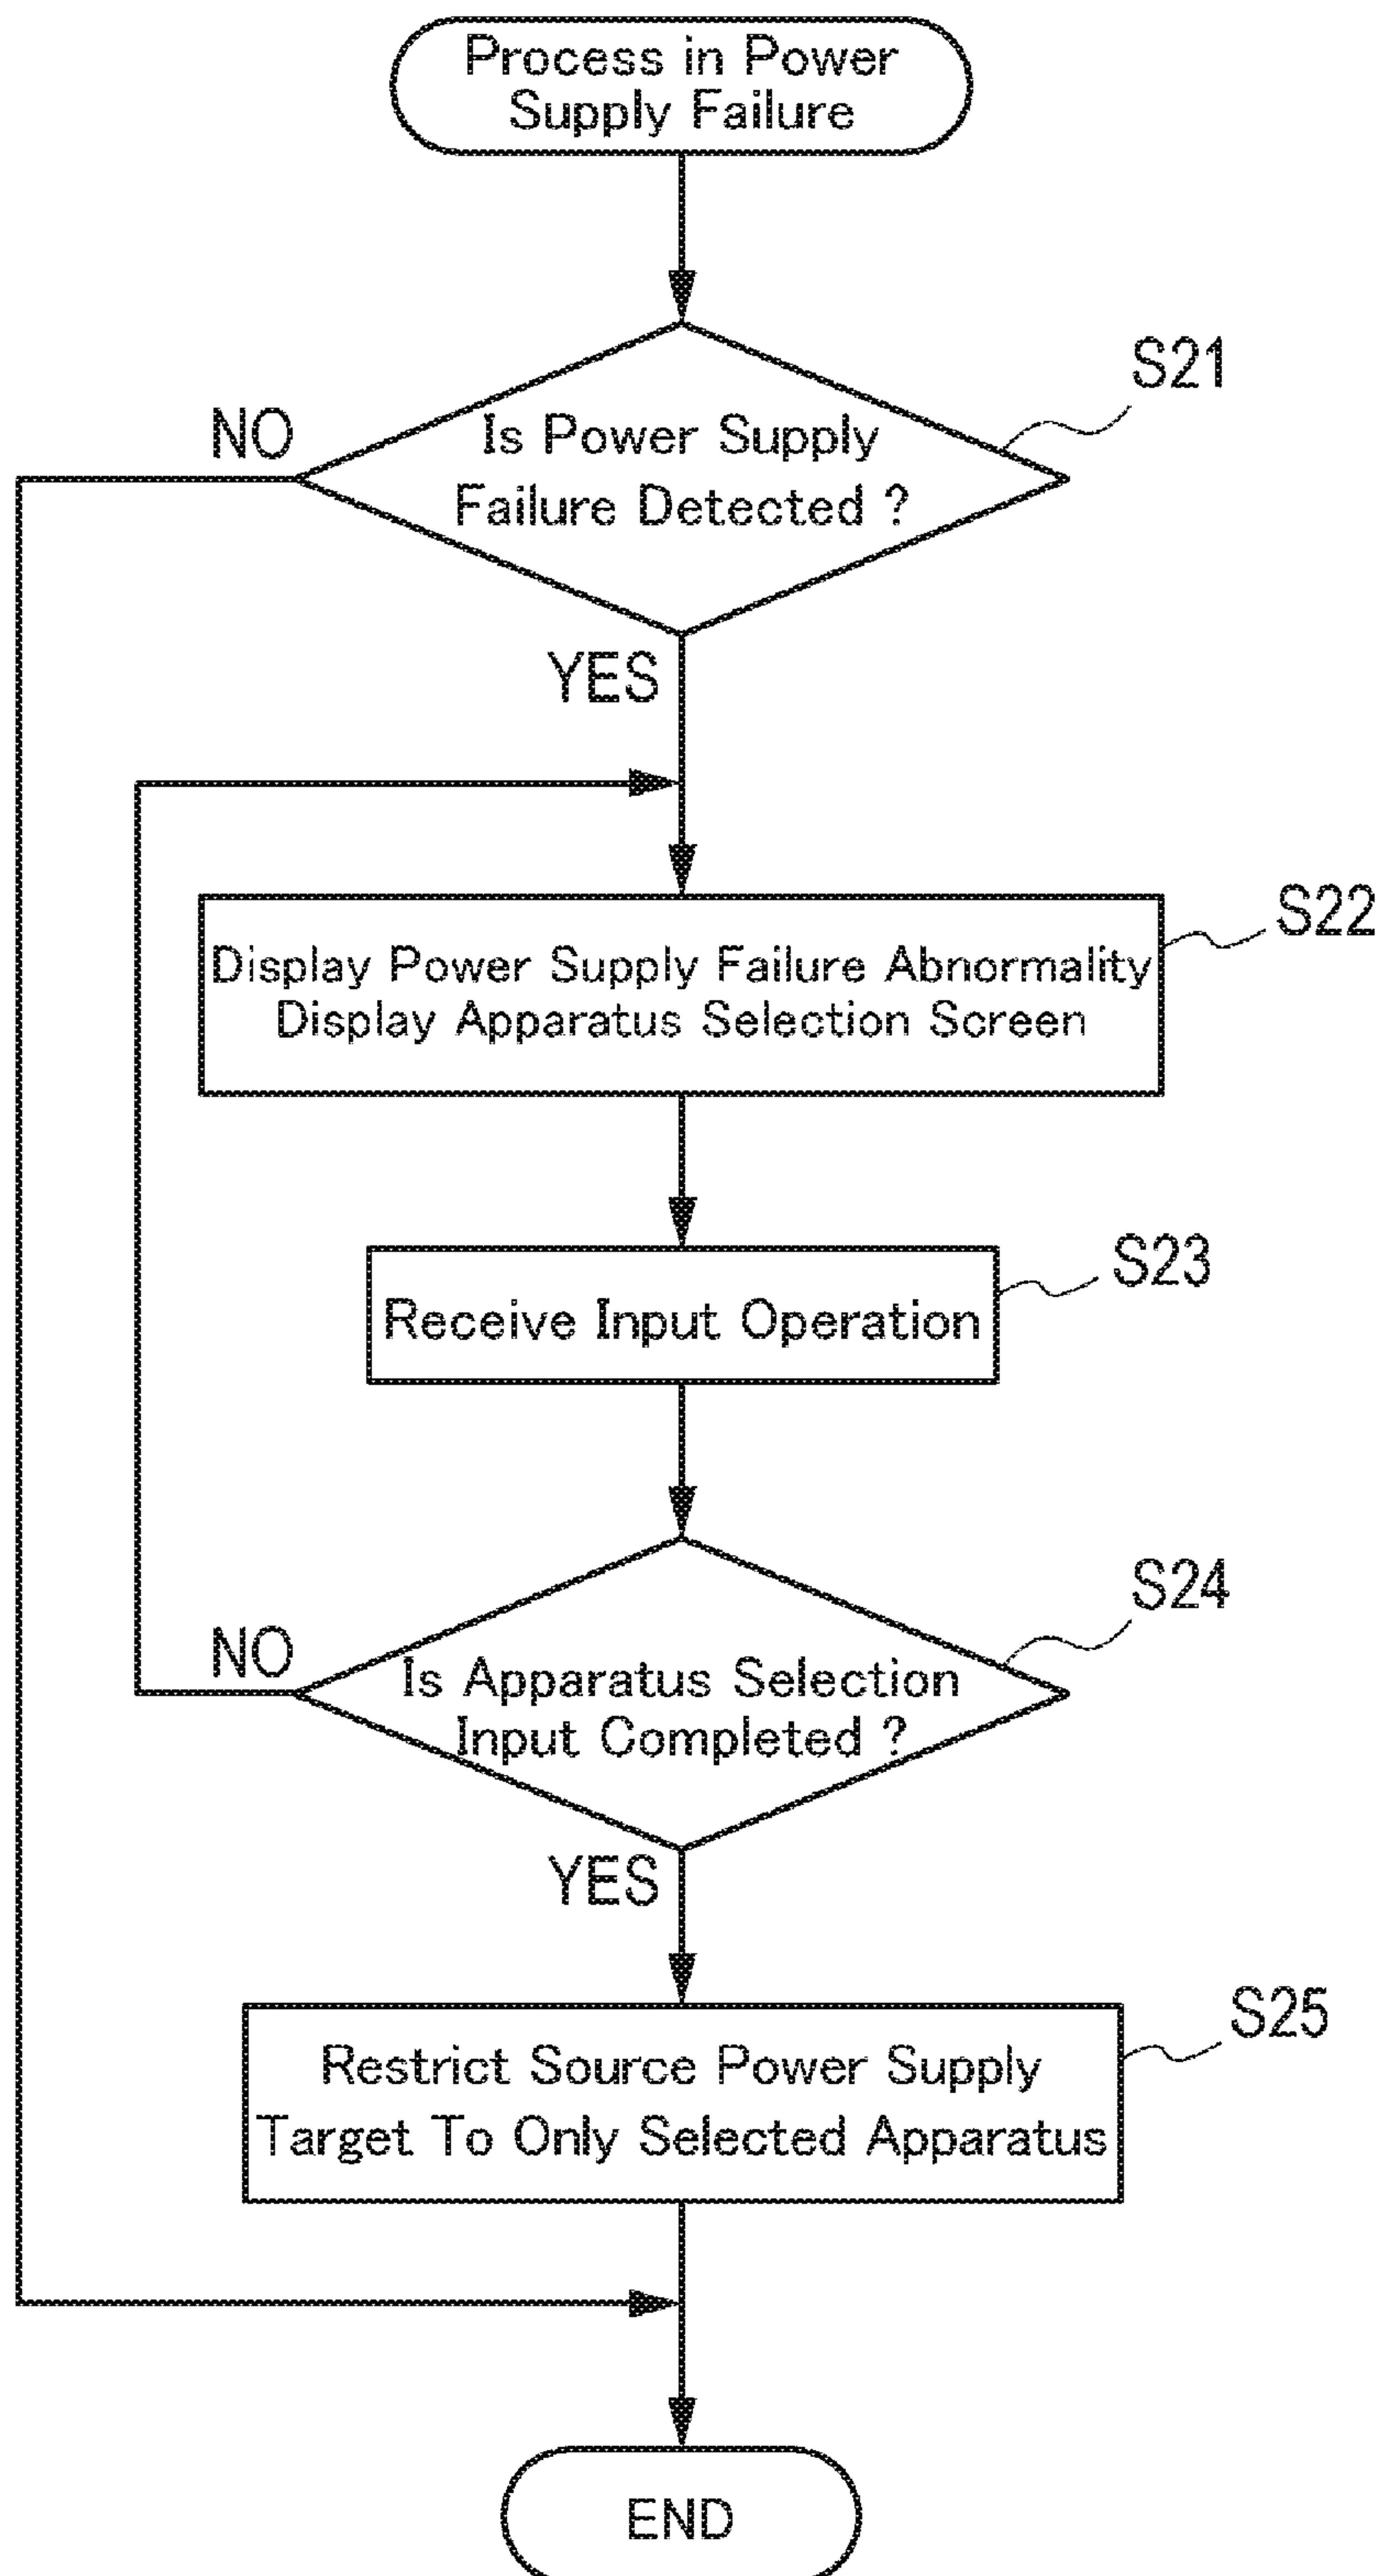 Process in Power
Supply Failure
S21
NO
Is Power Supply
Failure Detected ?
YES
S22
Display Power Supply Failure Abnormality
Display Apparatus Selection Screen
S23
Receive Input Operation
S24
NO
Is Apparatus Selection
Input Completed ?
YES
S25
Restrict Source Power Supply
Target To Only Selected Apparatus
END